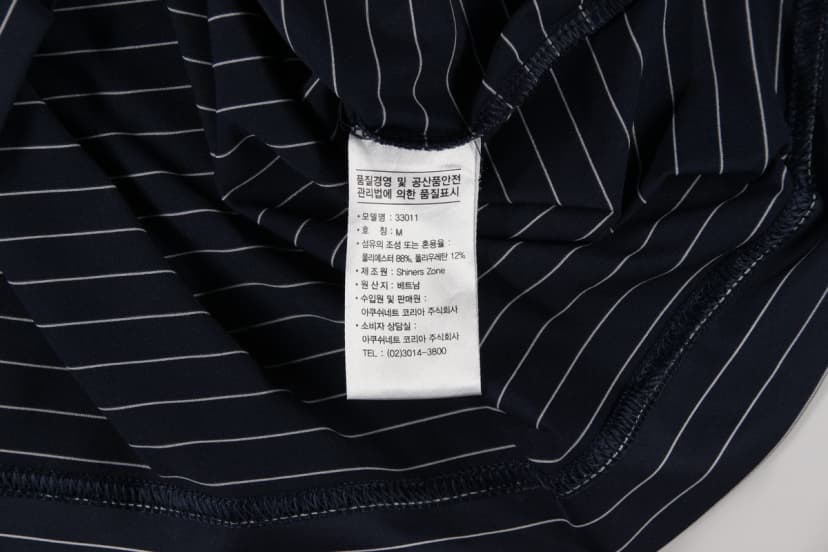 품질경영 및 공산품안전
관리법에 의한 품질표시
· 모델명 : 33011
· 호 칭 : M
· 섬유의 조성 또는 혼용율 :
폴리에스터 88%, 폴리우레탄 12%
· 제 조 원 : Shiners Zone
· 원 산 지 : 베트남
· 수입원 및 판매원 :
아쿠쉬네트 코리아 주식회사
· 소비자 상담실 :
아쿠쉬네트 코리아 주식회사
TEL : (02)3014-3800